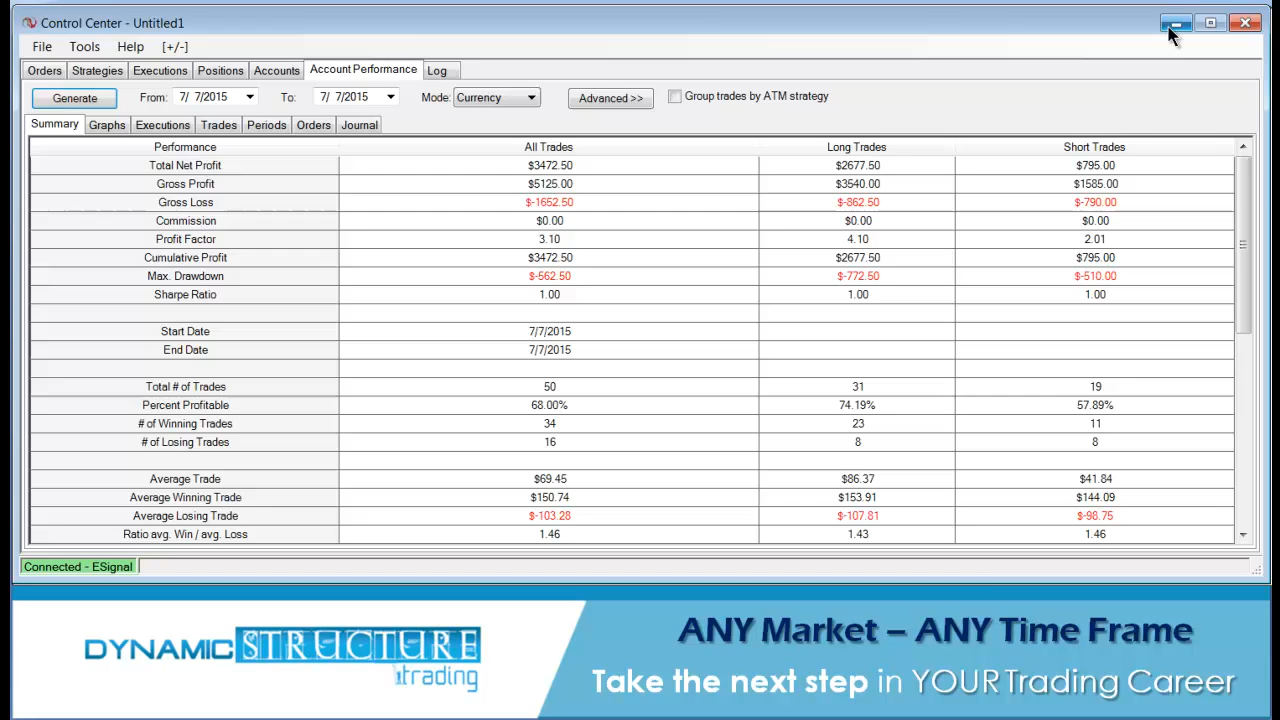 Control Center - Untitled1
File Tools Help [+/-]
Orders Strategies Executions Positions Accounts Account Performance Log
Generate From: 7/ 7/2015 To: 7/ 7/2015 Mode: Currency Advanced >> Group trades by ATM strategy
Summary Graphs Executions Trades Periods Orders Journal
Performance All Trades Long Trades Short Trades
Total Net Profit $3472.50 $2677.50 $795.00
Gross Profit $5125.00 $3540.00 $1585.00
Gross Loss $-1652.50 $-862.50 $-790.00
Commission $0.00 $0.00 $0.00
Profit Factor 3.10 4.10 2.01
Cumulative Profit $3472.50 $2677.50 $795.00
Max. Drawdown $-562.50 $-772.50 $-510.00
Sharpe Ratio 1.00 1.00 1.00
Start Date 7/7/2015
End Date 7/7/2015
Total # of Trades 50 31 19
Percent Profitable 68.00% 74.19% 57.89%
# of Winning Trades 34 23 11
# of Losing Trades 16 8 8
Average Trade $69.45 $86.37 $41.84
Average Winning Trade $150.74 $153.91 $144.09
Average Losing Trade $-103.28 $-107.81 $-98.75
Ratio avg. Win / avg. Loss 1.46 1.43 1.46
Connected - ESignal
DYNAMIC STRUCTURE trading
ANY Market – ANY Time Frame
Take the next step in YOUR Trading Career